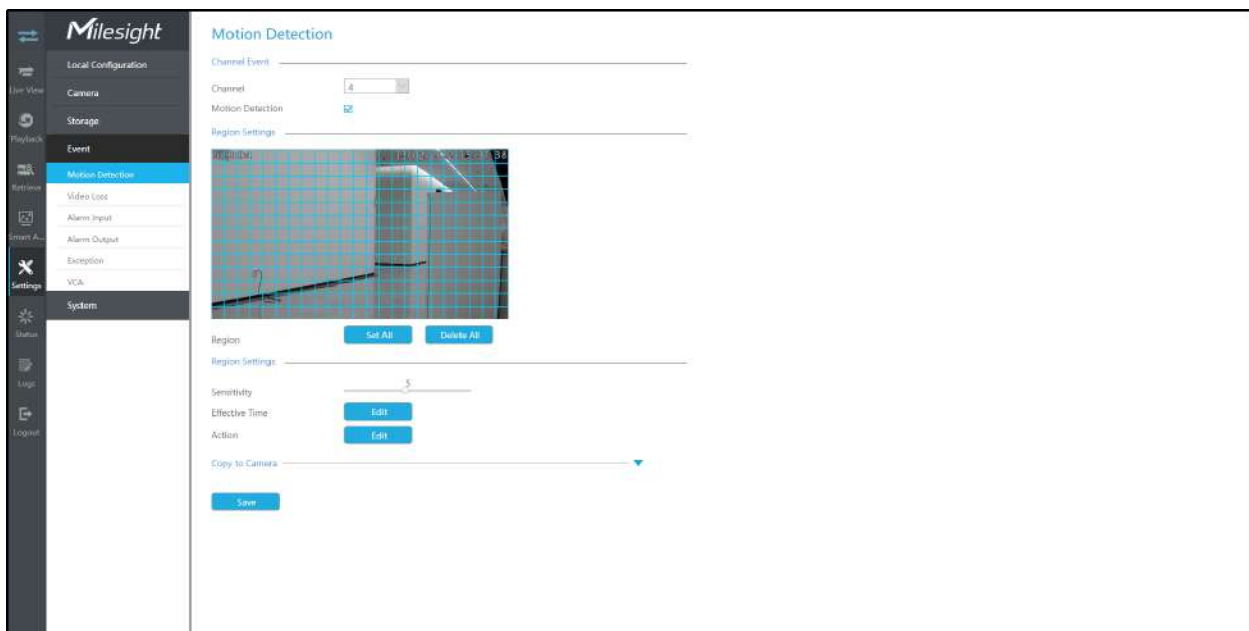 Milesight
Live View
Playback
Retrieve
Smart A...
Settings
Status
Logs
Logout
Local Configuration
Camera
Storage
Event
Motion Detection
Video Loss
Alarm Input
Alarm Output
Exception
VCA
System
Motion Detection
Channel Event
Channel 4
Motion Detection
Region Settings
Region Set All Delete All
Region Settings
Sensitivity 5
Effective Time Edit
Action Edit
Copy to Camera
Save